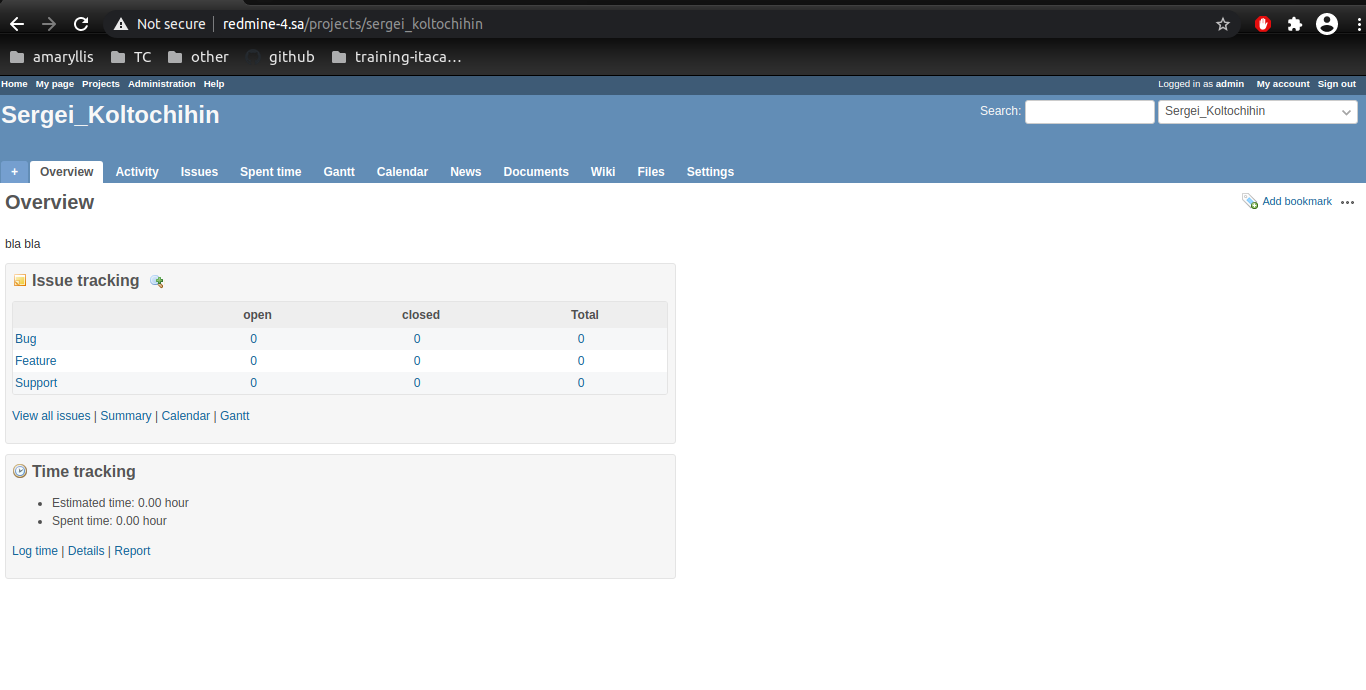 Not secure | redmine-4.sa/projects/sergei_koltochihin
amaryllis TC other github training-itaca…
Home My page Projects Administration Help Logged in as admin My account Sign out
Sergei_Koltochihin Search: Sergei_Koltochihin
+ Overview Activity Issues Spent time Gantt Calendar News Documents Wiki Files Settings
Overview Add bookmark •••
bla bla
Issue tracking
open closed Total
Bug 0 0 0
Feature 0 0 0
Support 0 0 0
View all issues | Summary | Calendar | Gantt
Time tracking
• Estimated time: 0.00 hour
• Spent time: 0.00 hour
Log time | Details | Report